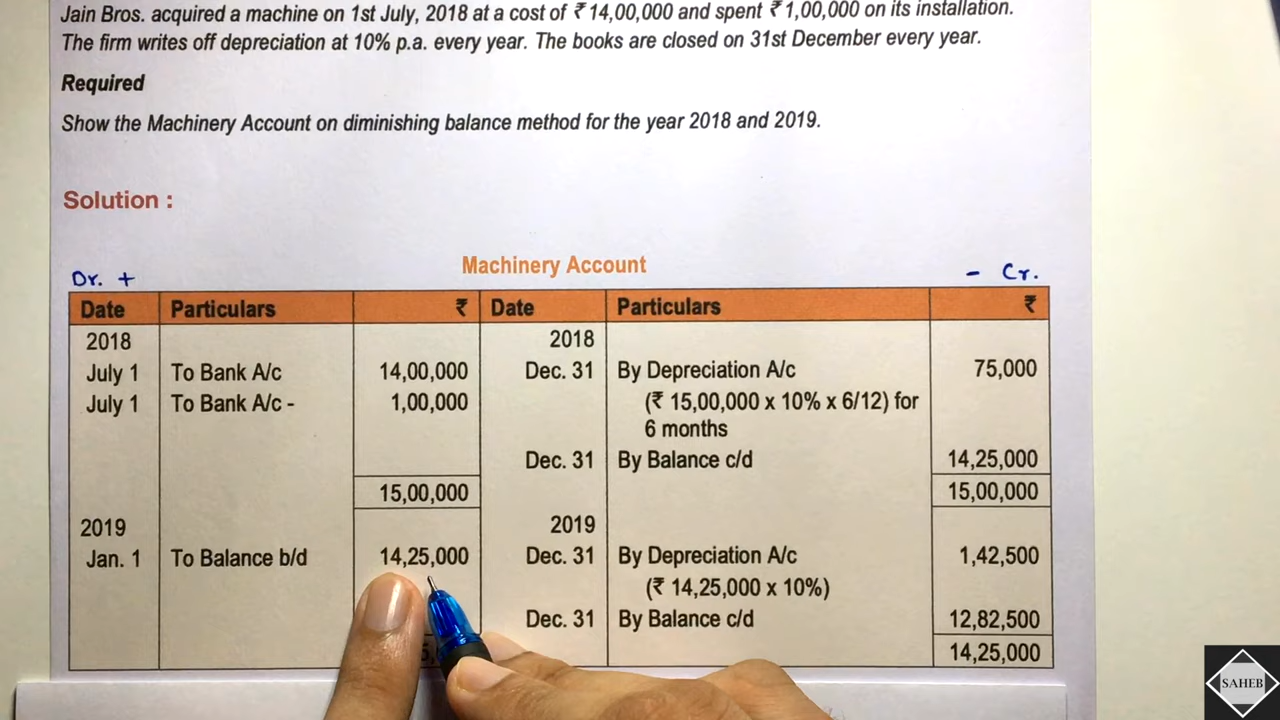 Jain Bros. acquired a machine on 1st July, 2018 at a cost of ₹ 14,00,000 and spent ₹ 1,00,000 on its installation.
The firm writes off depreciation at 10% p.a. every year. The books are closed on 31st December every year.
Required
Show the Machinery Account on diminishing balance method for the year 2018 and 2019.
Solution :
Dr. + Machinery Account - Cr.
Date Particulars ₹ Date Particulars ₹
2018 2018
July 1 To Bank A/c 14,00,000 Dec. 31 By Depreciation A/c 75,000
July 1 To Bank A/c - 1,00,000 (₹ 15,00,000 x 10% x 6/12) for
6 months
Dec. 31 By Balance c/d 14,25,000
15,00,000 15,00,000
2019 2019
Jan. 1 To Balance b/d 14,25,000 Dec. 31 By Depreciation A/c 1,42,500
(₹ 14,25,000 x 10%)
Dec. 31 By Balance c/d 12,82,500
14,25,000
SAHEB